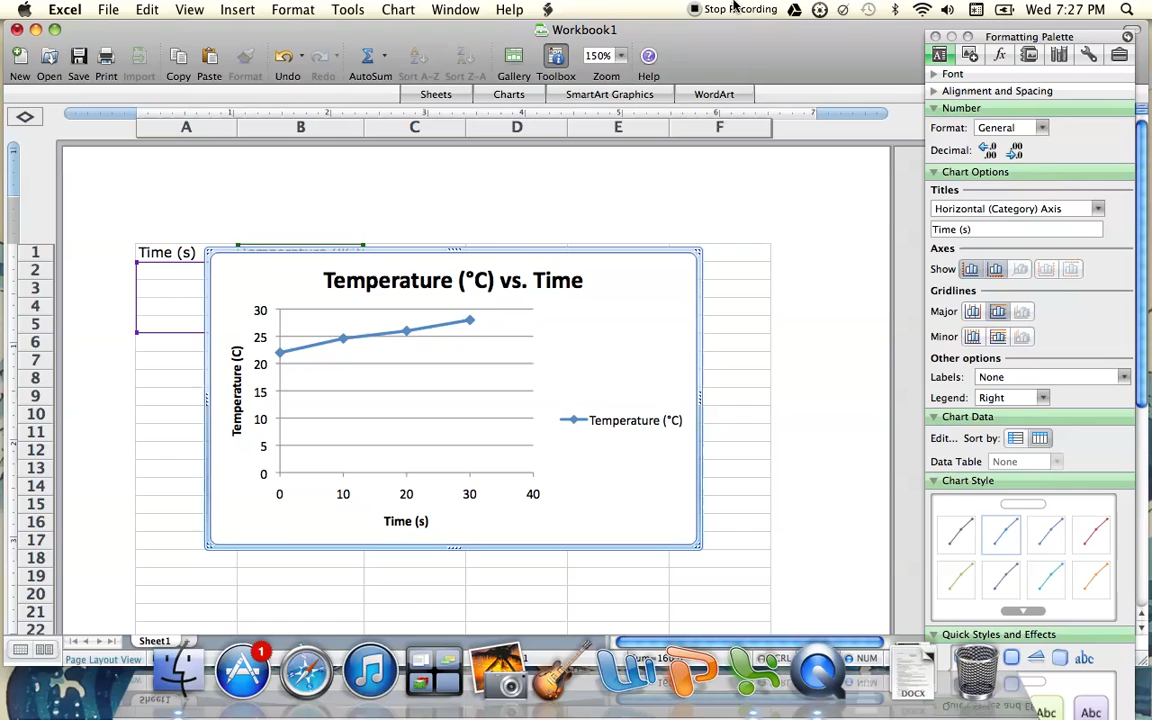 Excel File Edit View Insert Format Tools Chart Window Help
Stop Recording
Wed 7:27 PM
Workbook1
New Open Save Print Import Copy Paste Format Undo Redo AutoSum Sort A-Z Sort Z-A Gallery Toolbox Zoom Help
150%
Sheets Charts SmartArt Graphics WordArt
A B C D E F
1 2 3 4 5 6 7 8 9 10 11 12 13 14 15 16 17 18 19 20 21 22
Time (s)
Temperature (°C) vs. Time
30
25
20
15
10
5
0
0 10 20 30 40
Temperature (C)
Time (s)
Temperature (°C)
Sheet1
Page Layout View
NUM
1
DOCX
Formatting Palette
Font
Alignment and Spacing
Number
Format: General
Decimal:
Chart Options
Titles
Horizontal (Category) Axis
Time (s)
Axes
Show
Gridlines
Major
Minor
Other options
Labels: None
Legend: Right
Chart Data
Edit... Sort by:
Data Table None
Chart Style
Quick Styles and Effects
abc
Abc Abc